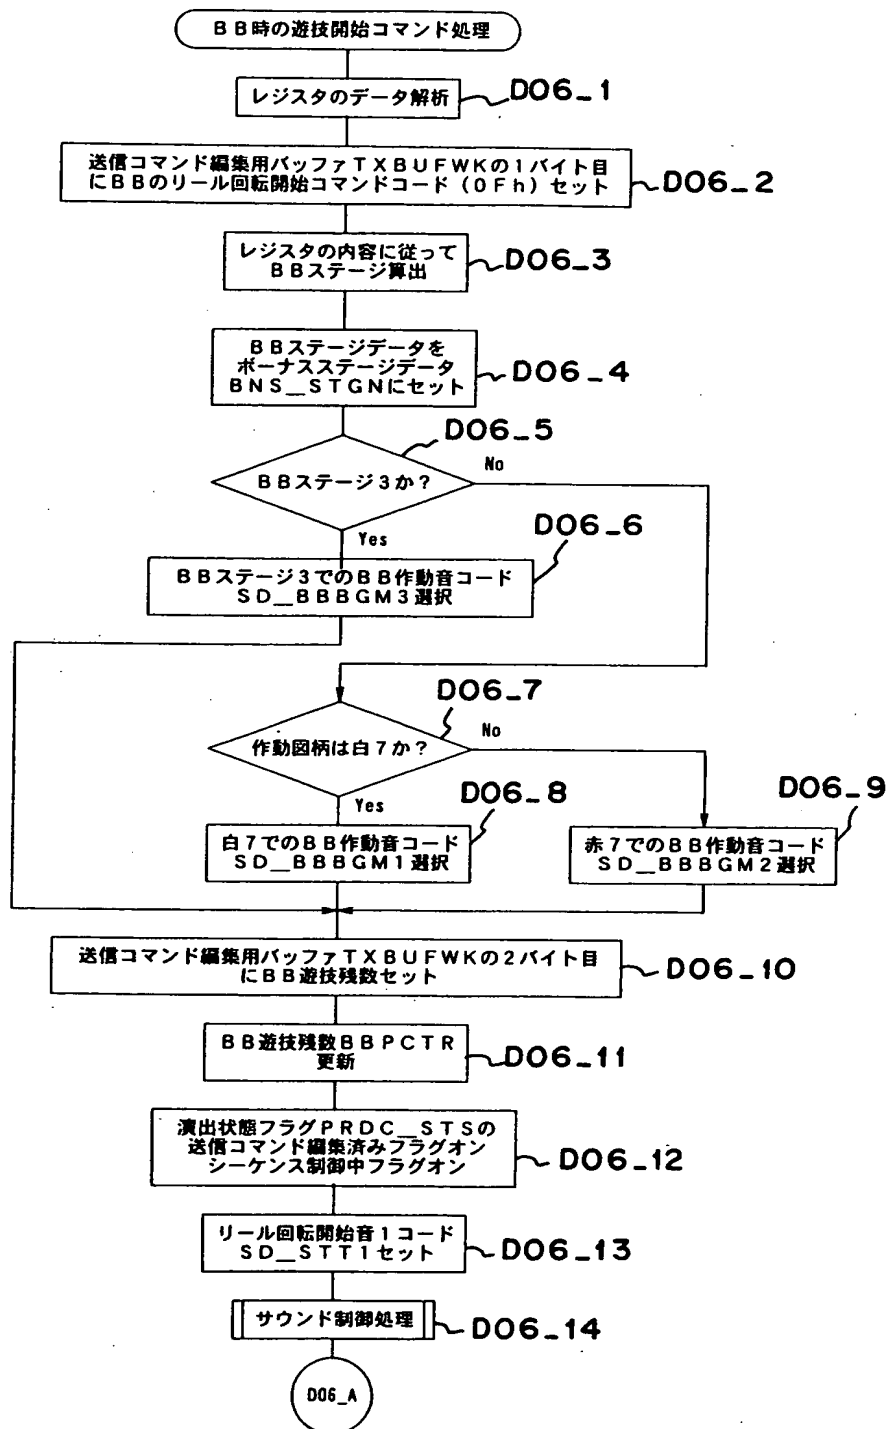 BB時の遊技開始コマンド処理
レジスタのデータ解析
D06_1
送信コマンド編集用バッファTXBUFWKの1バイト目
にBBのリール回転開始コマンドコード(0Fh)セット
D06_2
レジスタの内容に従って
BBステージ算出
D06_3
BBステージデータを
ボーナスステージデータ
BNS__STGNにセット
D06_4
D06_5
BBステージ3か?
No
Yes
D06_6
BBステージ3でのBB作動音コード
SD__BBBGM3選択
D06_7
作動図柄は白7か?
No
Yes
D06_8
白7でのBB作動音コード
SD__BBBGM1選択
D06_9
赤7でのBB作動音コード
SD__BBBGM2選択
送信コマンド編集用バッファTXBUFWKの2バイト目
にBB遊技残数セット
D06_10
BB遊技残数BBPCTR
更新
D06_11
演出状態フラグPRDC__STSの
送信コマンド編集済みフラグオン
シーケンス制御中フラグオン
D06_12
リール回転開始音1コード
SD__STT1セット
D06_13
サウンド制御処理
D06_14
D06_A